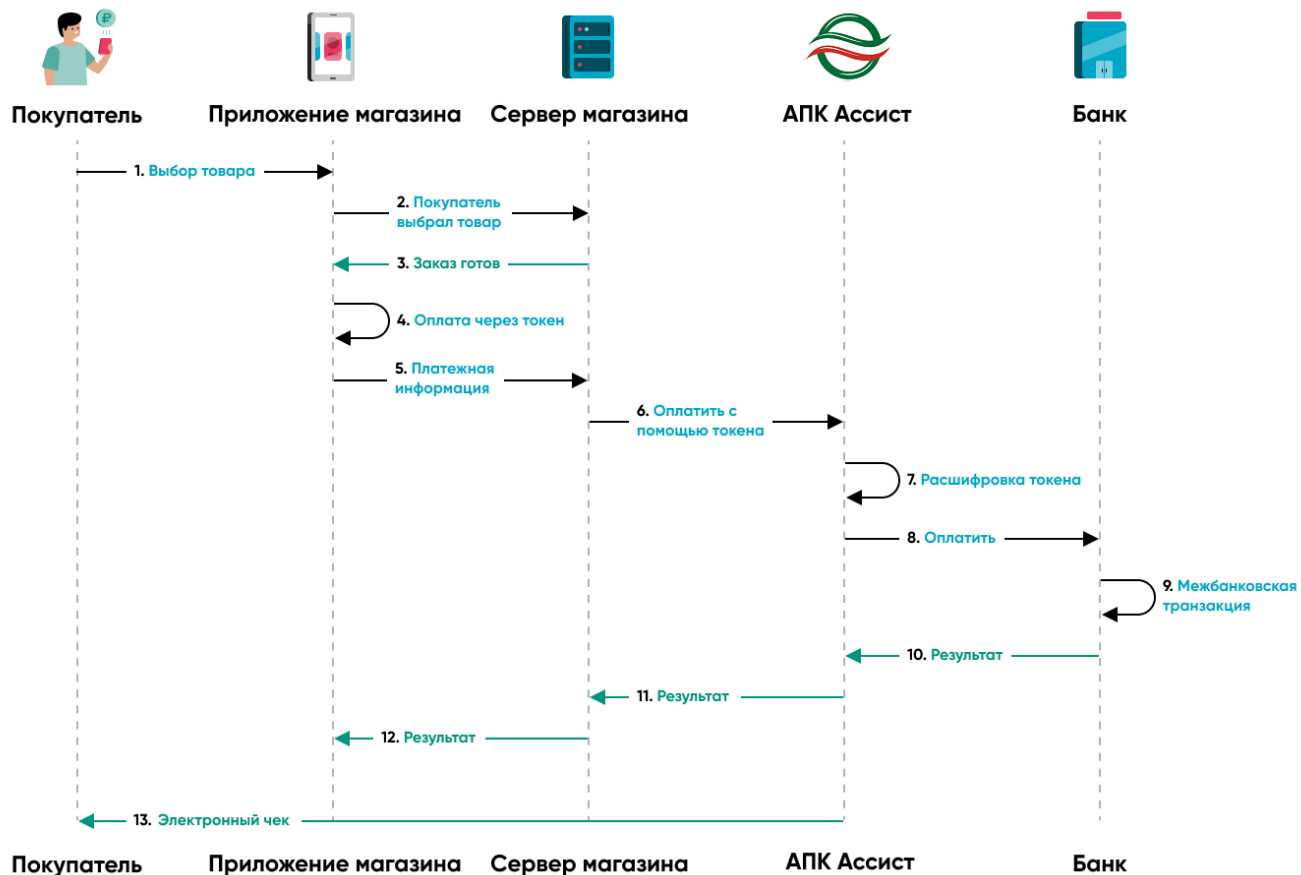 Покупатель
Приложение магазина
Сервер магазина
АПК Ассист
Банк
1. Выбор товара
2. Покупатель
выбрал товар
3. Заказ готов
4. Оплата через токен
5. Платежная
информация
6. Оплатить с
помощью токена
7. Расшифровка токена
8. Оплатить
9. Межбанковская
транзакция
10. Результат
11. Результат
12. Результат
13. Электронный чек
Покупатель
Приложение магазина
Сервер магазина
АПК Ассист
Банк